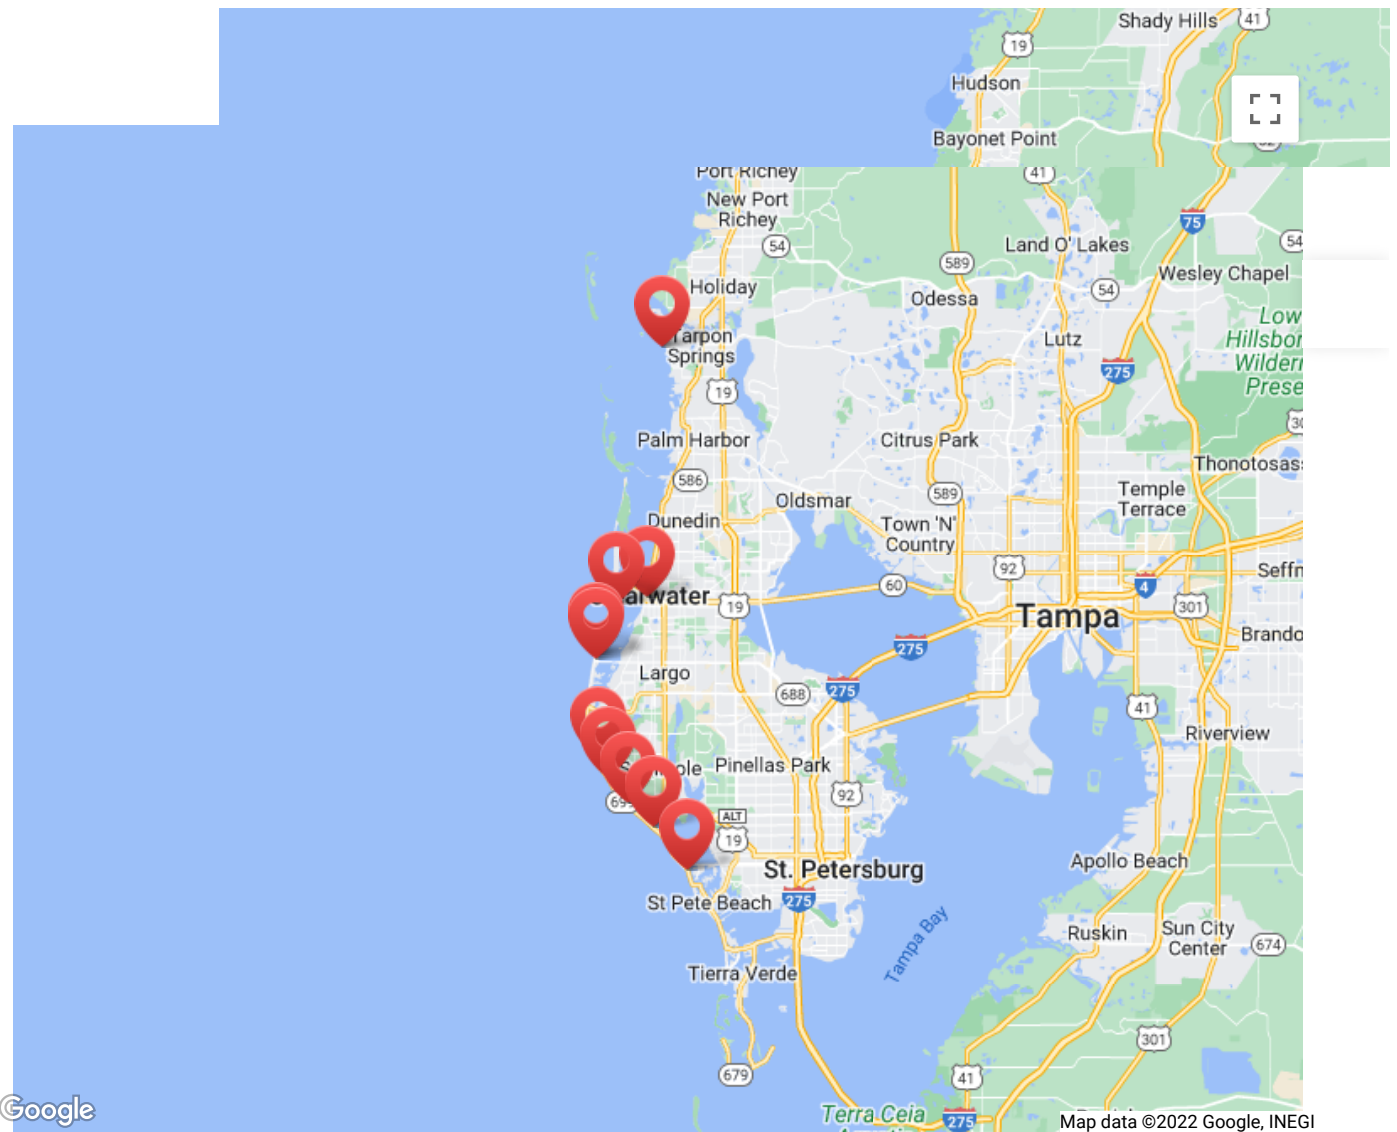 Shady Hills
41
19
Hudson
Bayonet Point
Port Richey
41
New Port
Richey
75
54
Land O' Lakes
54
589
Wesley Chapel
Holiday
54
Odessa
Tarpon
Springs
Lutz
275
19
Palm Harbor
Citrus Park
586
589
Oldsmar
Temple
Terrace
Dunedin
Town 'N'
Country
92
60
4
19
Tampa
301
275
Largo
688
275
41
Riverview
Pinellas Park
92
ALT
19
Apollo Beach
St. Petersburg
St Pete Beach
275
Tampa Bay
Ruskin
Sun City
Center
674
Tierra Verde
301
679
41
Terra Ceia
275
Google
Map data ©2022 Google, INEGI